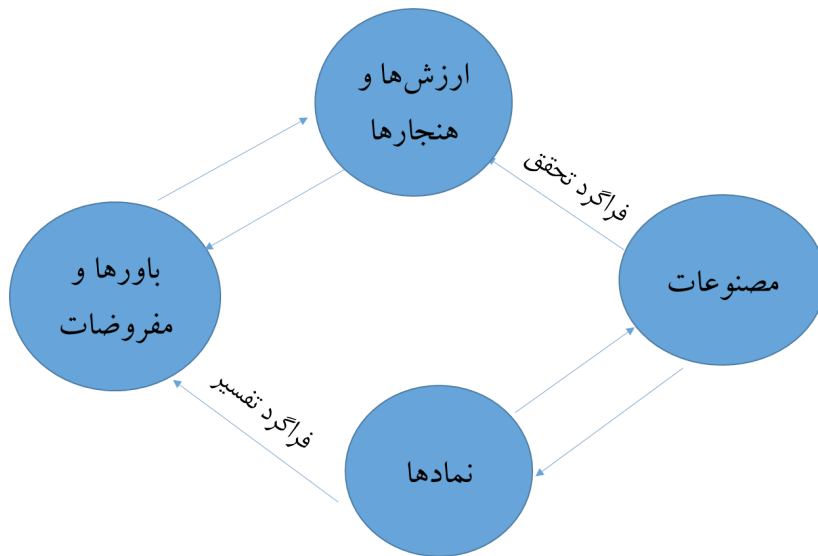 ارزش‌ها و
هنجارها
فراگرد تحقق
مصنوعات
باورها و
مفروضات
فراگرد تفسیر
نمادها